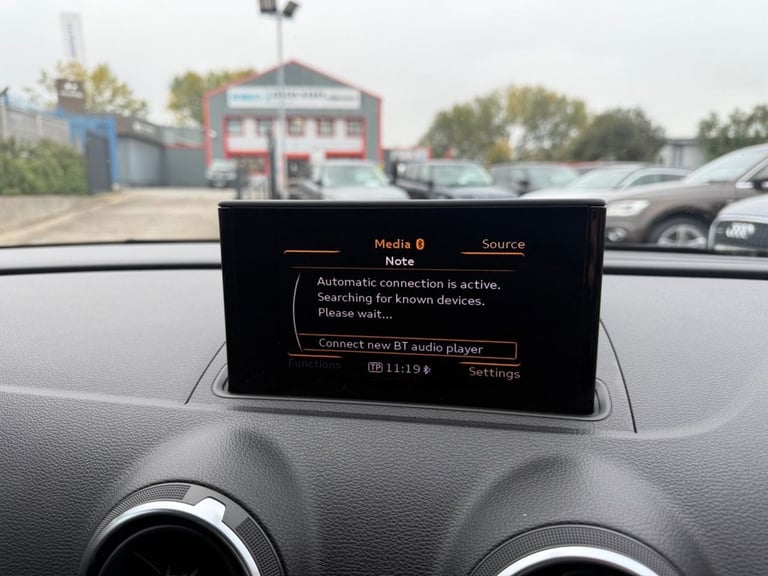 Media
Source
Note
Automatic connection is active.
Searching for known devices.
Please wait...
Connect new BT audio player
Functions
TP 11:19
Settings